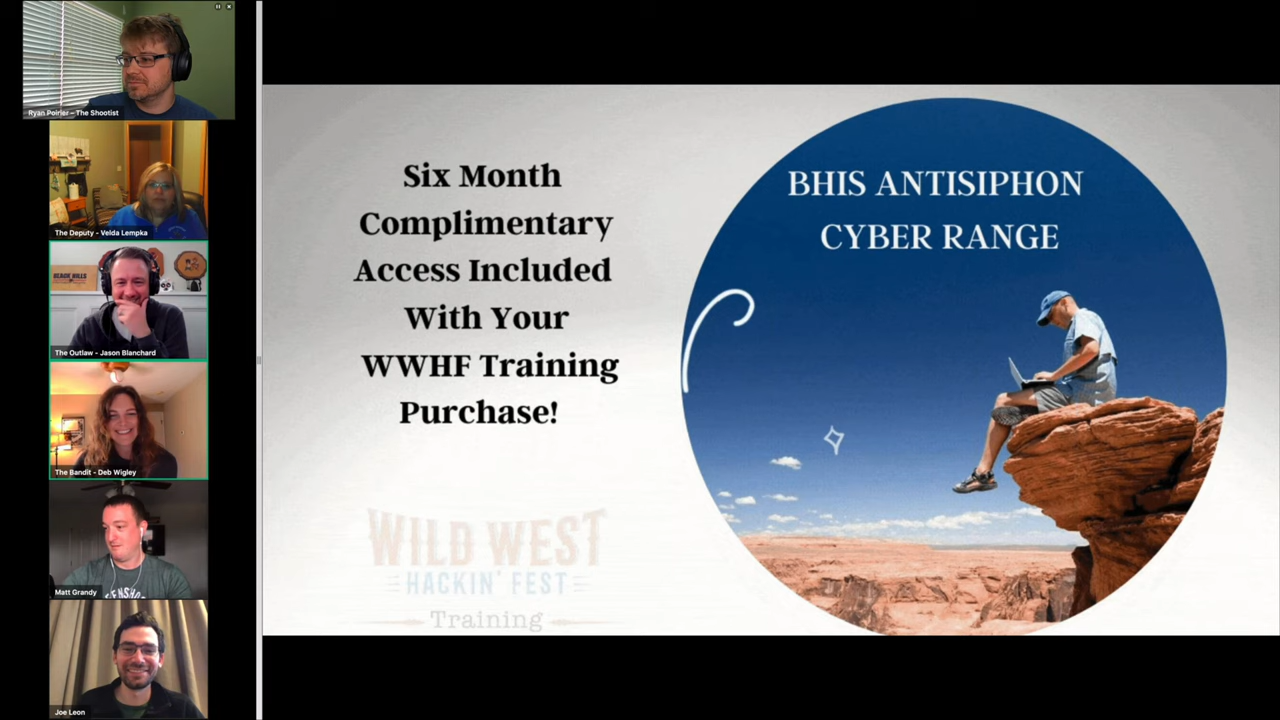 Ryan Poirier – The Shootist
The Deputy - Velda Lempka
BLACK HILLS
The Outlaw - Jason Blanchard
The Bandit - Deb Wigley
Matt Grandy
Joe Leon
Six Month
Complimentary
Access Included
With Your
WWHF Training
Purchase!
WILD WEST
HACKIN' FEST
Training
BHIS ANTISIPHON
CYBER RANGE